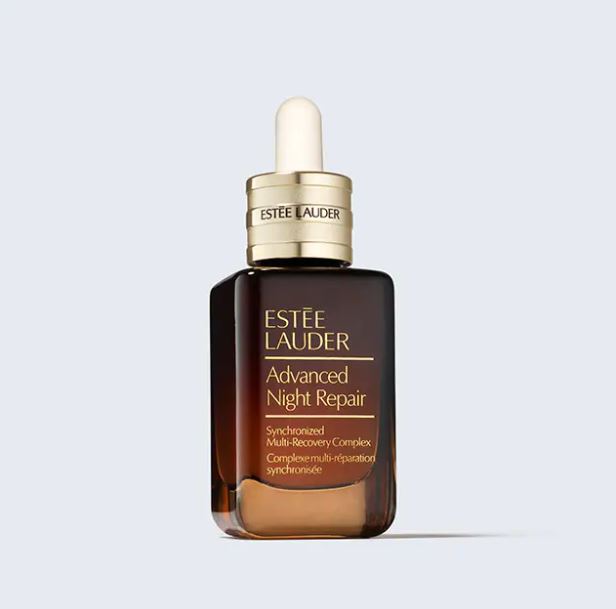 ESTĒE LAUDER
ESTĒE
LAUDER
Advanced
Night Repair
Synchronized
Multi-Recovery Complex
Complexe multi-réparation
synchronisée